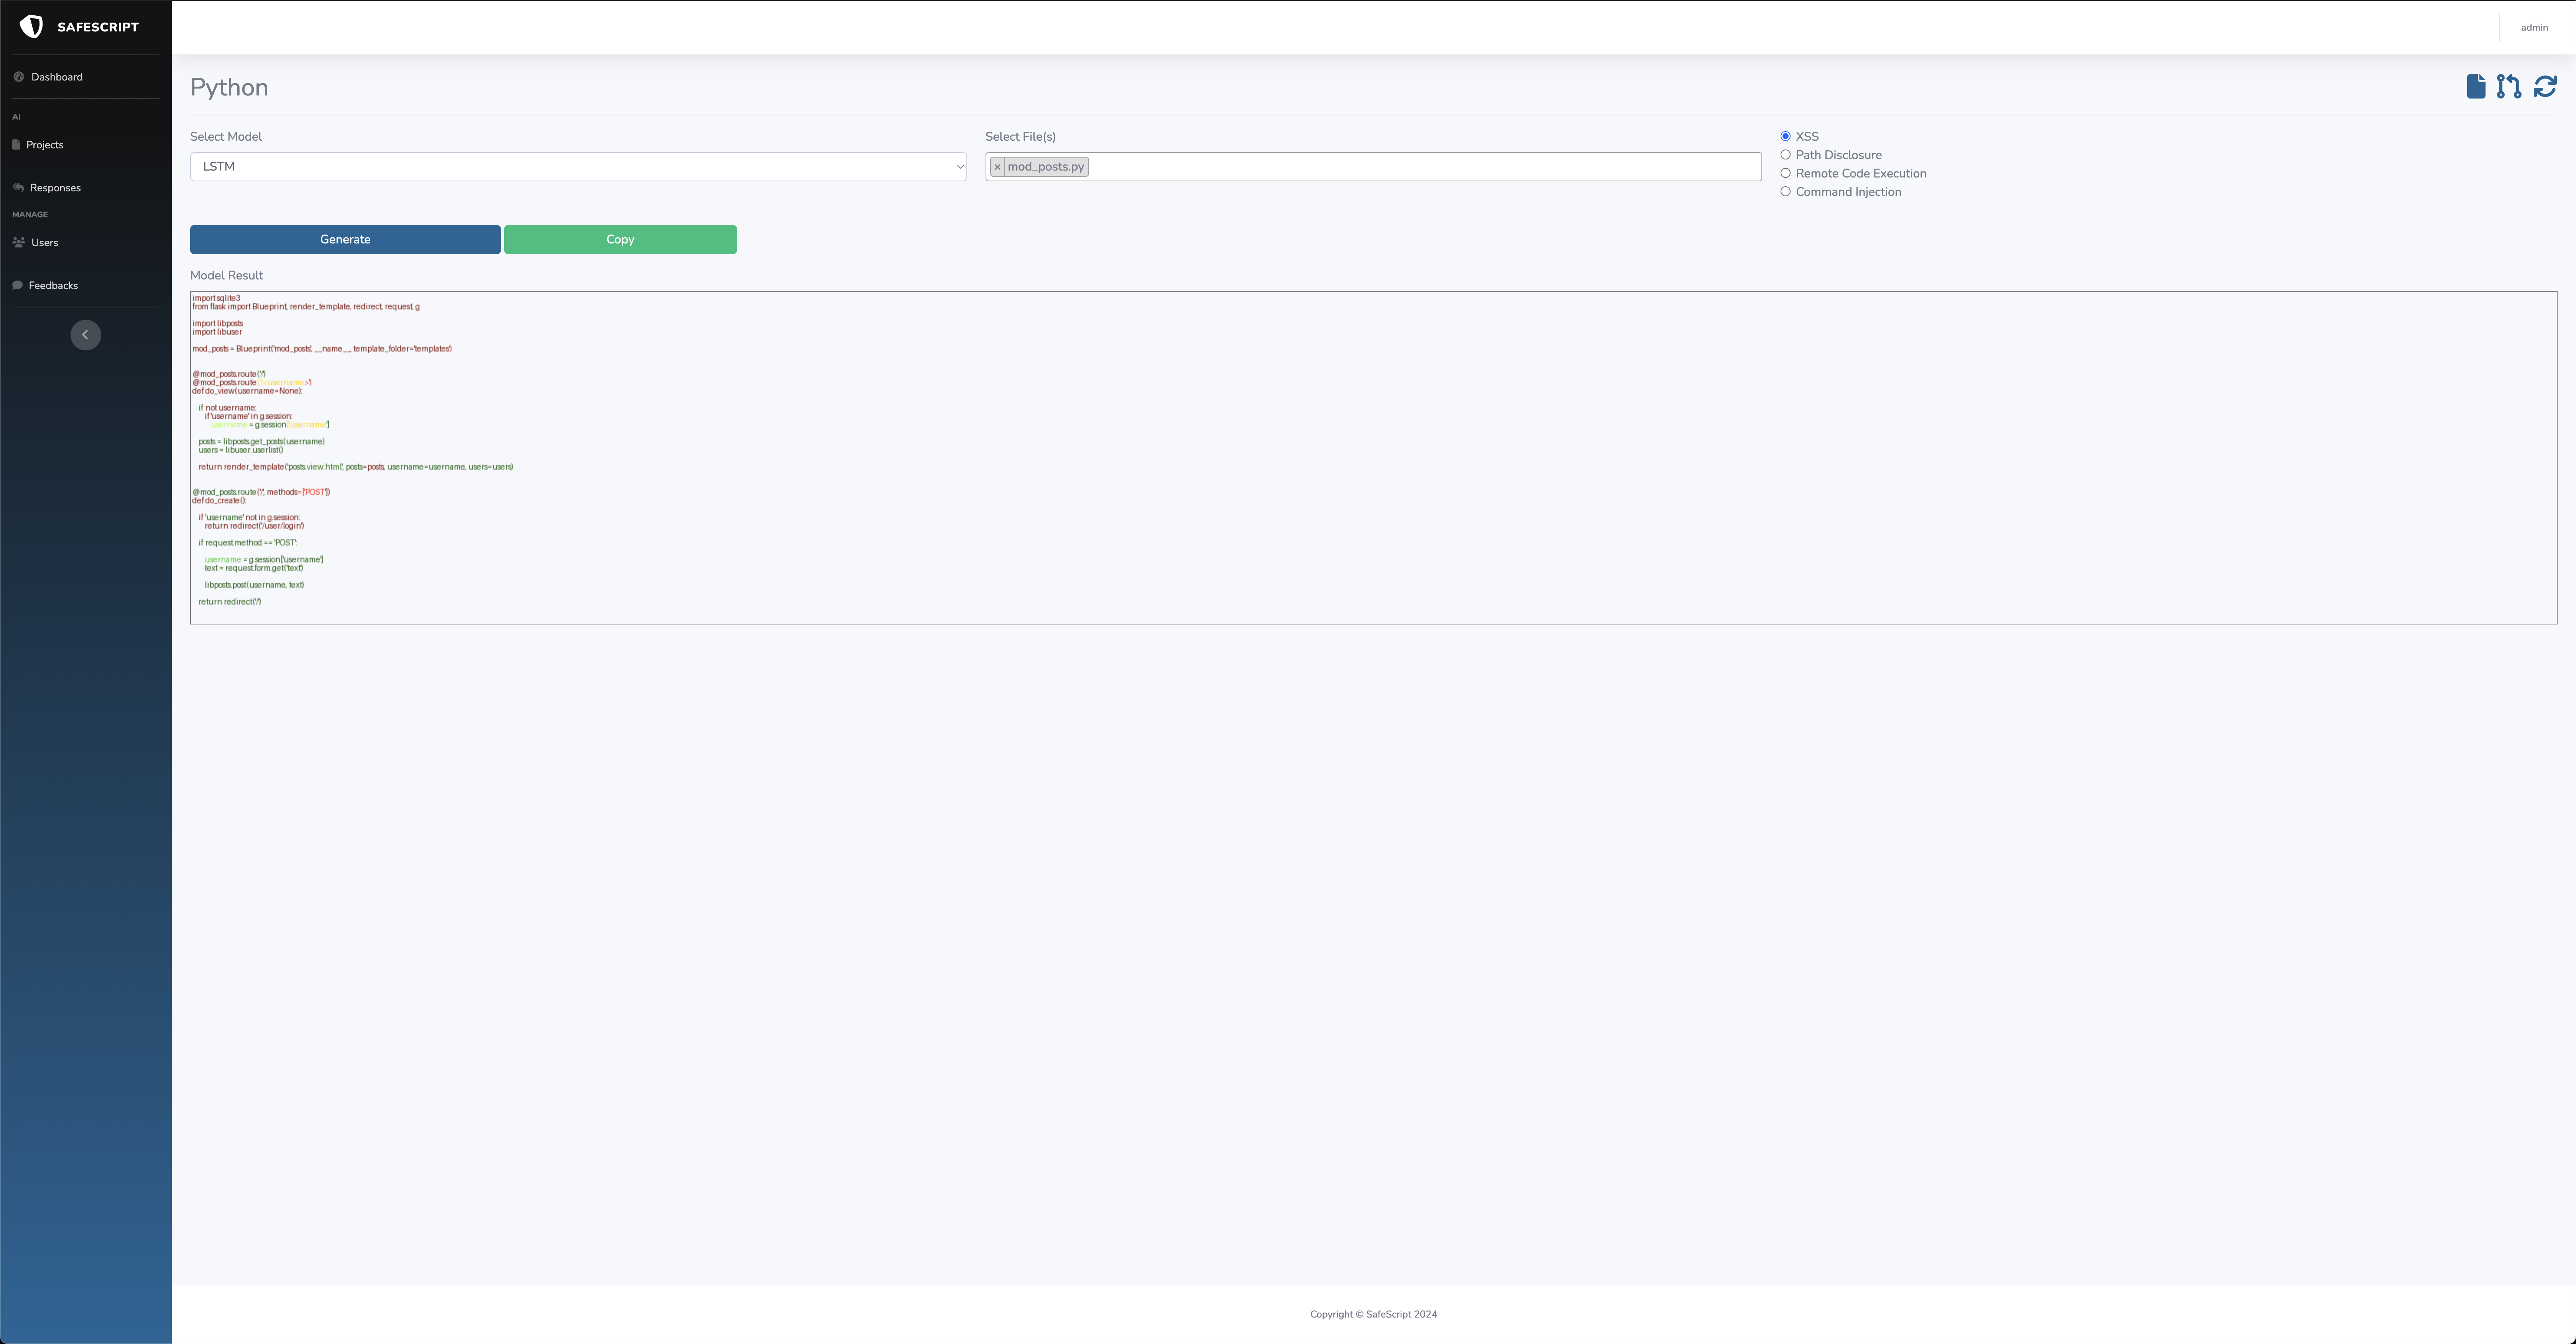 SAFESCRIPT
Dashboard
AI
Projects
Responses
MANAGE
Users
Feedbacks
admin
Python
Select Model
LSTM
Select File(s)
× mod_posts.py
XSS
Path Disclosure
Remote Code Execution
Command Injection
Generate
Copy
Model Result
import sqlite3
from flask import Blueprint, render_template, redirect, request, g
import libposts
import libuser
mod_posts = Blueprint('mod_posts', __name__, template_folder='templates')
@mod_posts.route('/')
@mod_posts.route('/<username>')
def do_view(username=None):
if not username:
if 'username' in g.session:
username = g.session['username']
posts = libposts.get_posts(username)
users = libuser.userlist()
return render_template('posts.view.html', posts=posts, username=username, users=users)
@mod_posts.route('/', methods=['POST'])
def do_create():
if 'username' not in g.session:
return redirect('/user/login')
if request.method == 'POST':
username = g.session['username']
text = request.form.get('text')
libposts.post(username, text)
return redirect('/')
Copyright © SafeScript 2024